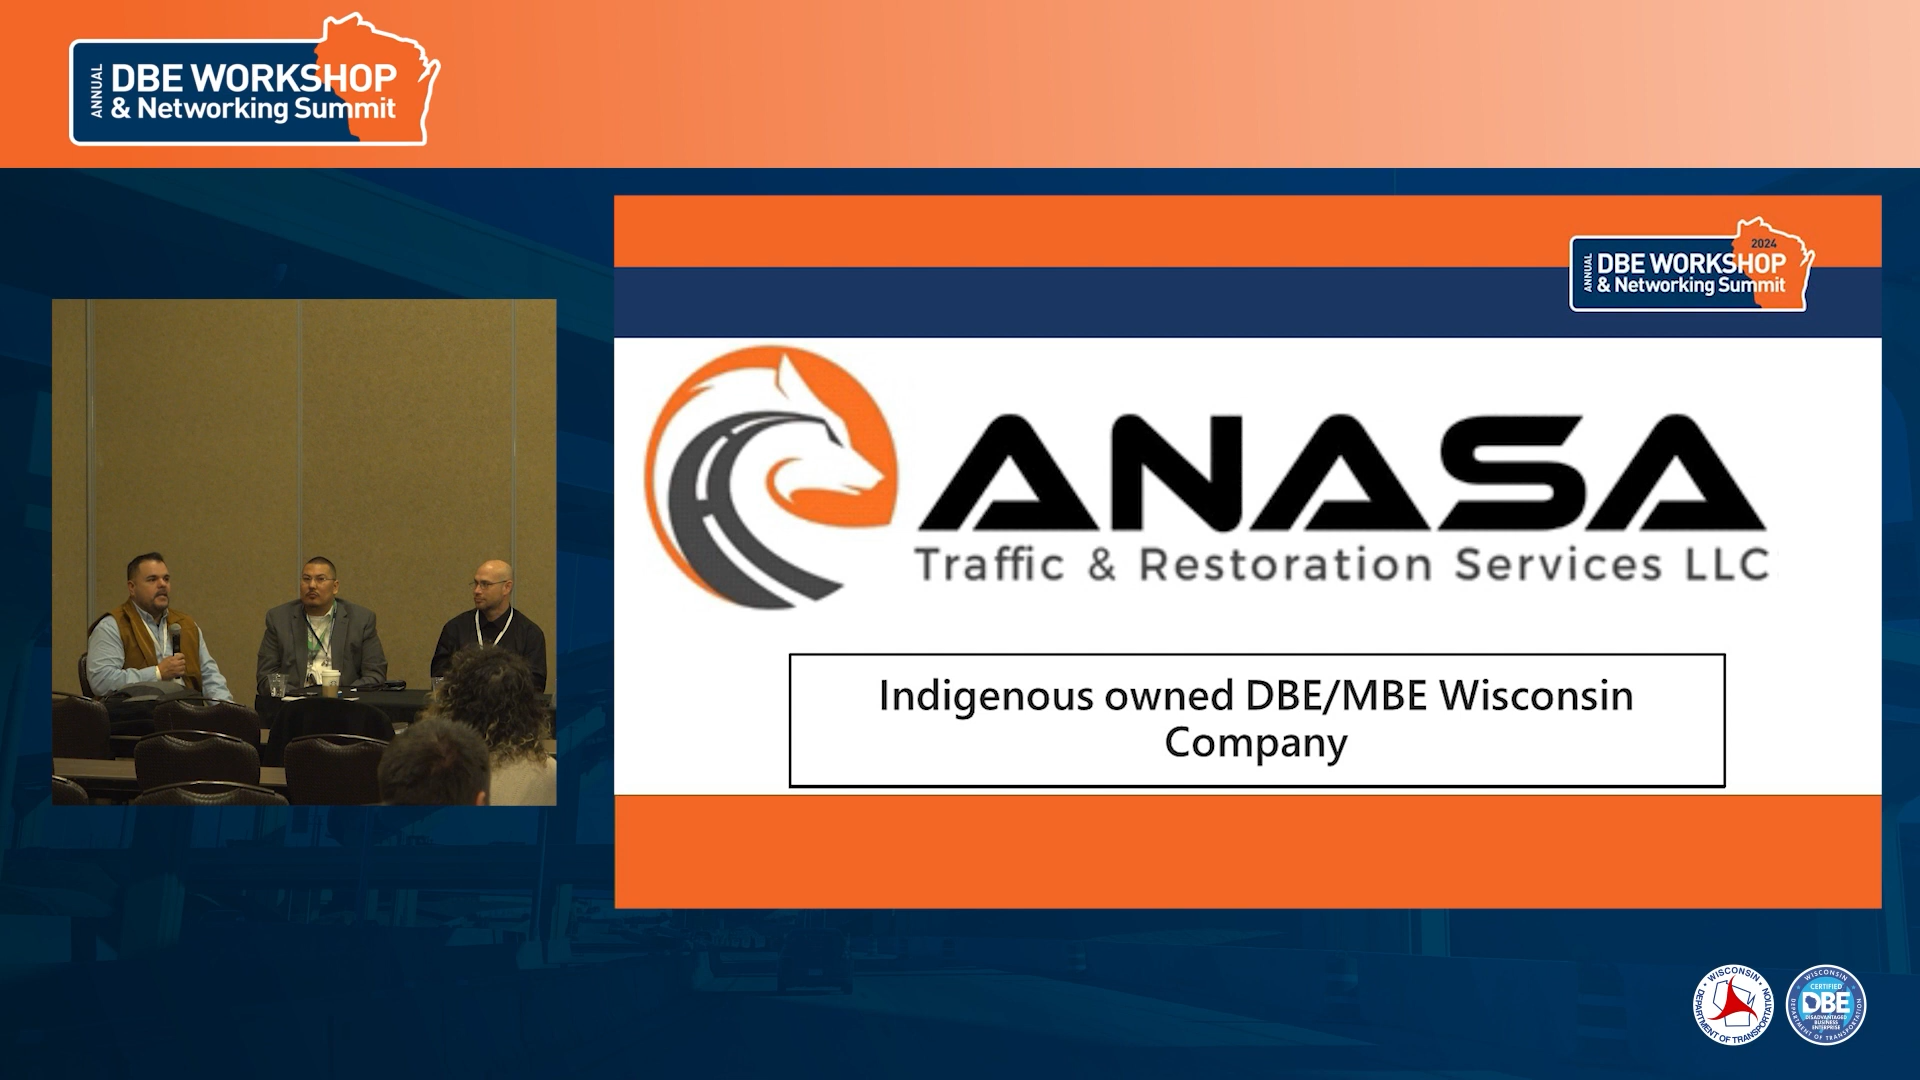 ANNUAL
DBE WORKSHOP
& Networking Summit
2024
ANNUAL
DBE WORKSHOP
& Networking Summit
ANASA
Traffic & Restoration Services LLC
Indigenous owned DBE/MBE Wisconsin
Company
WISCONSIN
DEPARTMENT OF TRANSPORTATION
WISCONSIN
CERTIFIED
DBE
DISADVANTAGED
BUSINESS
ENTERPRISE
DEPARTMENT OF TRANSPORTATION